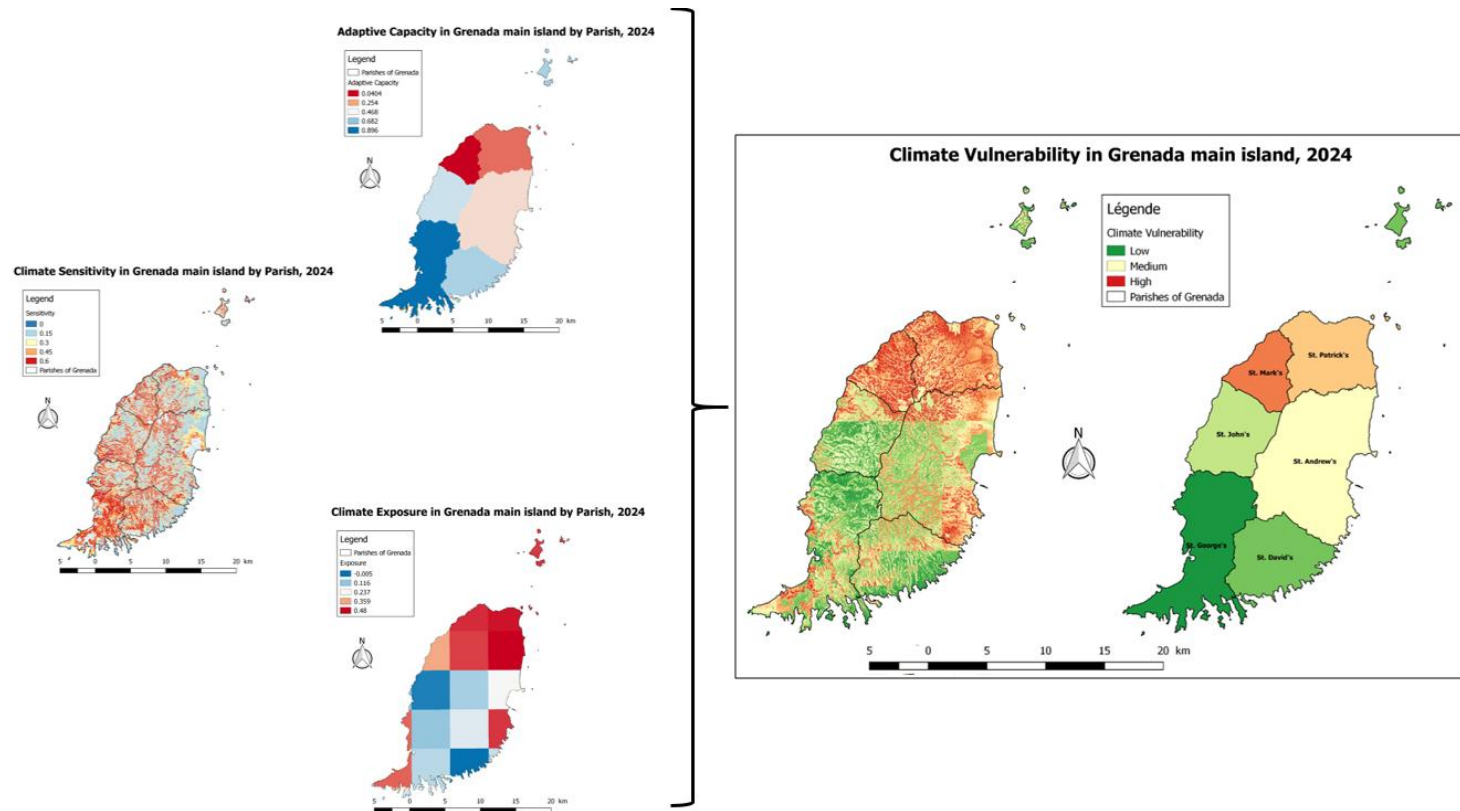 Adaptive Capacity in Grenada main island by Parish, 2024
Legend
Parishes of Grenada
Adaptive Capacity
0.0404
0.254
0.468
0.682
0.896
N
5 0 5 10 15 20 km
Climate Sensitivity in Grenada main island by Parish, 2024
Legend
Sensitivity
0
0.15
0.3
0.45
0.6
Parishes of Grenada
N
5 0 5 10 15 20 km
Climate Exposure in Grenada main island by Parish, 2024
Legend
Parishes of Grenada
Exposure
-0.005
0.116
0.237
0.359
0.48
N
5 0 5 10 15 20 km
Climate Vulnerability in Grenada main island, 2024
Légende
Climate Vulnerability
Low
Medium
High
Parishes of Grenada
N
St. Patrick's
St. Mark's
St. John's
St. Andrew's
St. George's
St. David's
5 0 5 10 15 20 km